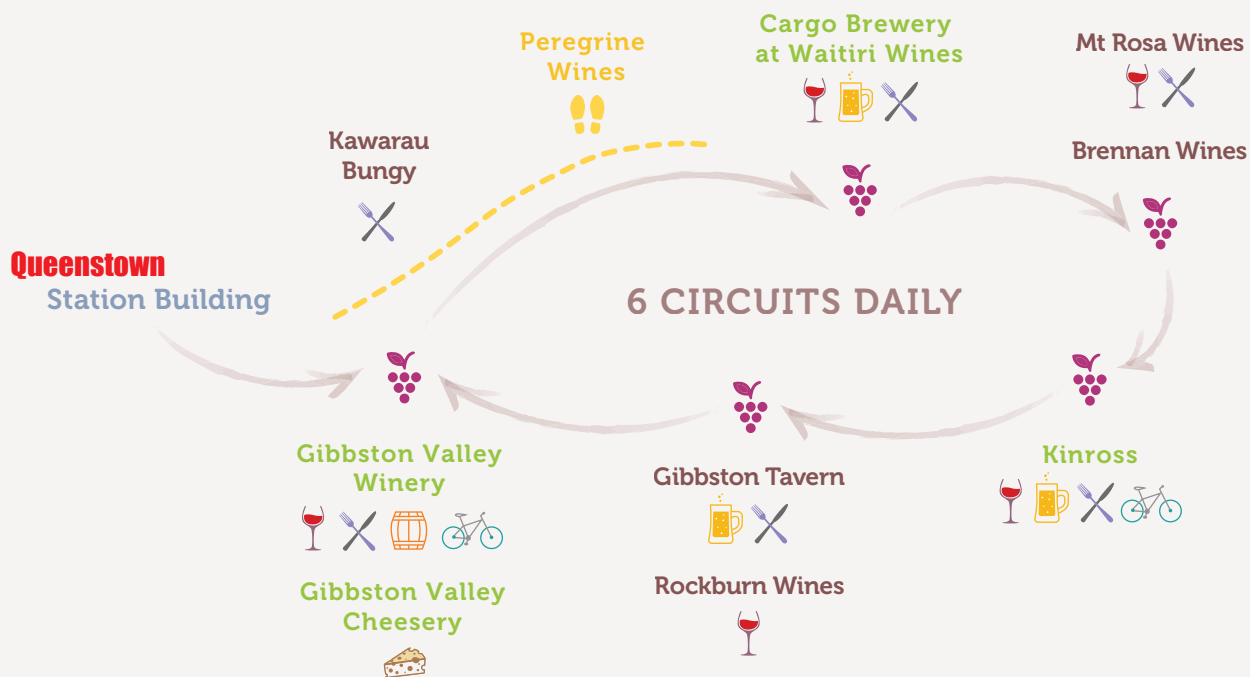 Peregrine
Wines
Cargo Brewery
at Waitiri Wines
Mt Rosa Wines
Kawarau
Bungy
Brennan Wines
Queenstown
Station Building
6 CIRCUITS DAILY
Gibbston Valley
Winery
Gibbston Tavern
Kinross
Gibbston Valley
Cheesery
Rockburn Wines